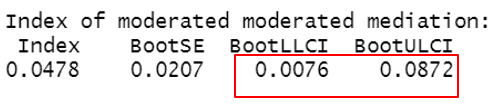 Index of moderated moderated mediation:
Index BootSE BootLLCI BootULCI
0.0478 0.0207 0.0076 0.0872